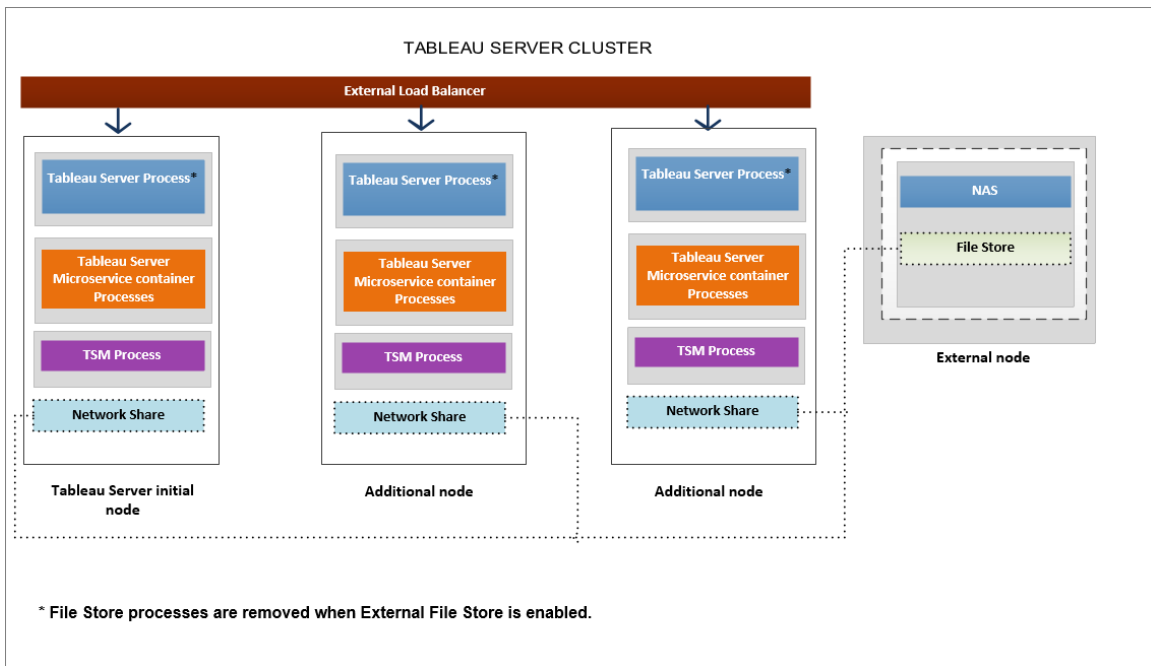 TABLEAU SERVER CLUSTER
External Load Balancer
Tableau Server Process*
Tableau Server
Microservice container
Processes
TSM Process
Network Share
Tableau Server initial
node
Tableau Server Process*
Tableau Server
Microservice container
Processes
TSM Process
Network Share
Additional node
Tableau Server Process*
Tableau Server
Microservice container
Processes
TSM Process
Network Share
Additional node
NAS
File Store
External node
* File Store processes are removed when External File Store is enabled.